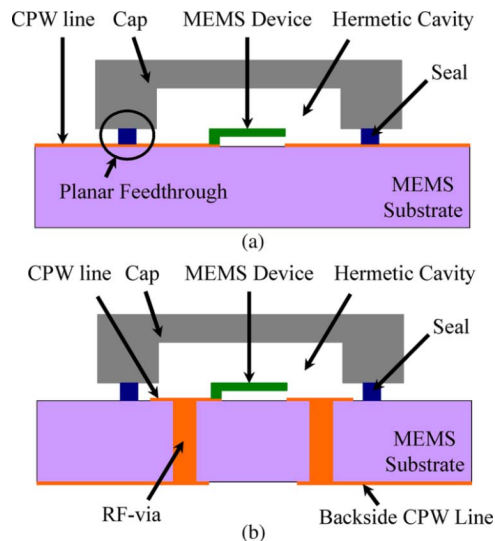 CPW line
Cap
MEMS Device
Hermetic Cavity
Seal
Planar Feedthrough
MEMS
Substrate
(a)
CPW line
Cap
MEMS Device
Hermetic Cavity
Seal
MEMS
Substrate
RF-via
Backside CPW Line
(b)